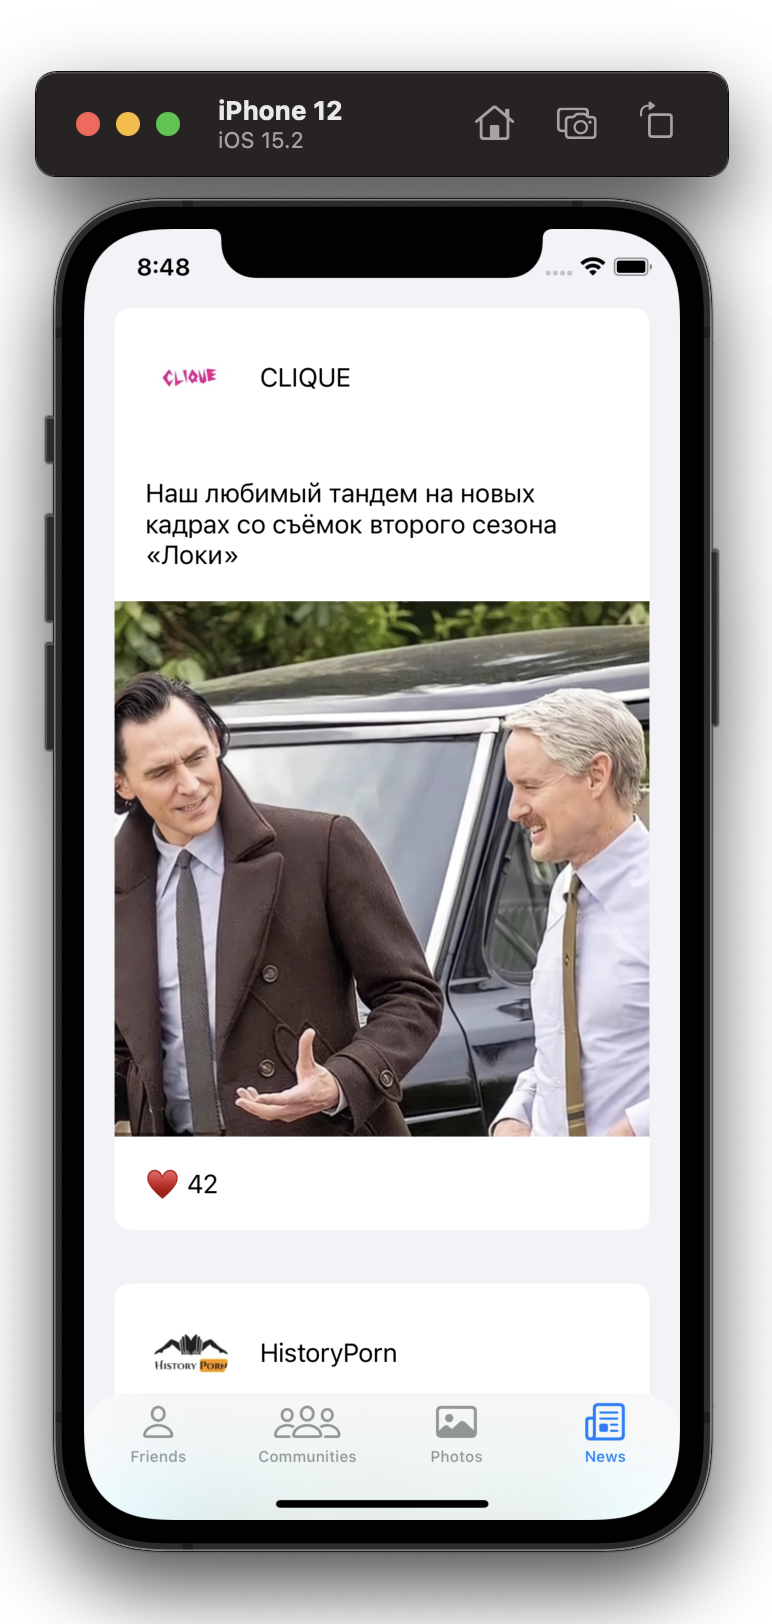 iPhone 12
iOS 15.2
8:48
CLIQUE
CLIQUE
Наш любимый тандем на новых
кадрах со съёмок второго сезона
«Локи»
42
HISTORY PORN
HistoryPorn
Friends
Communities
Photos
News